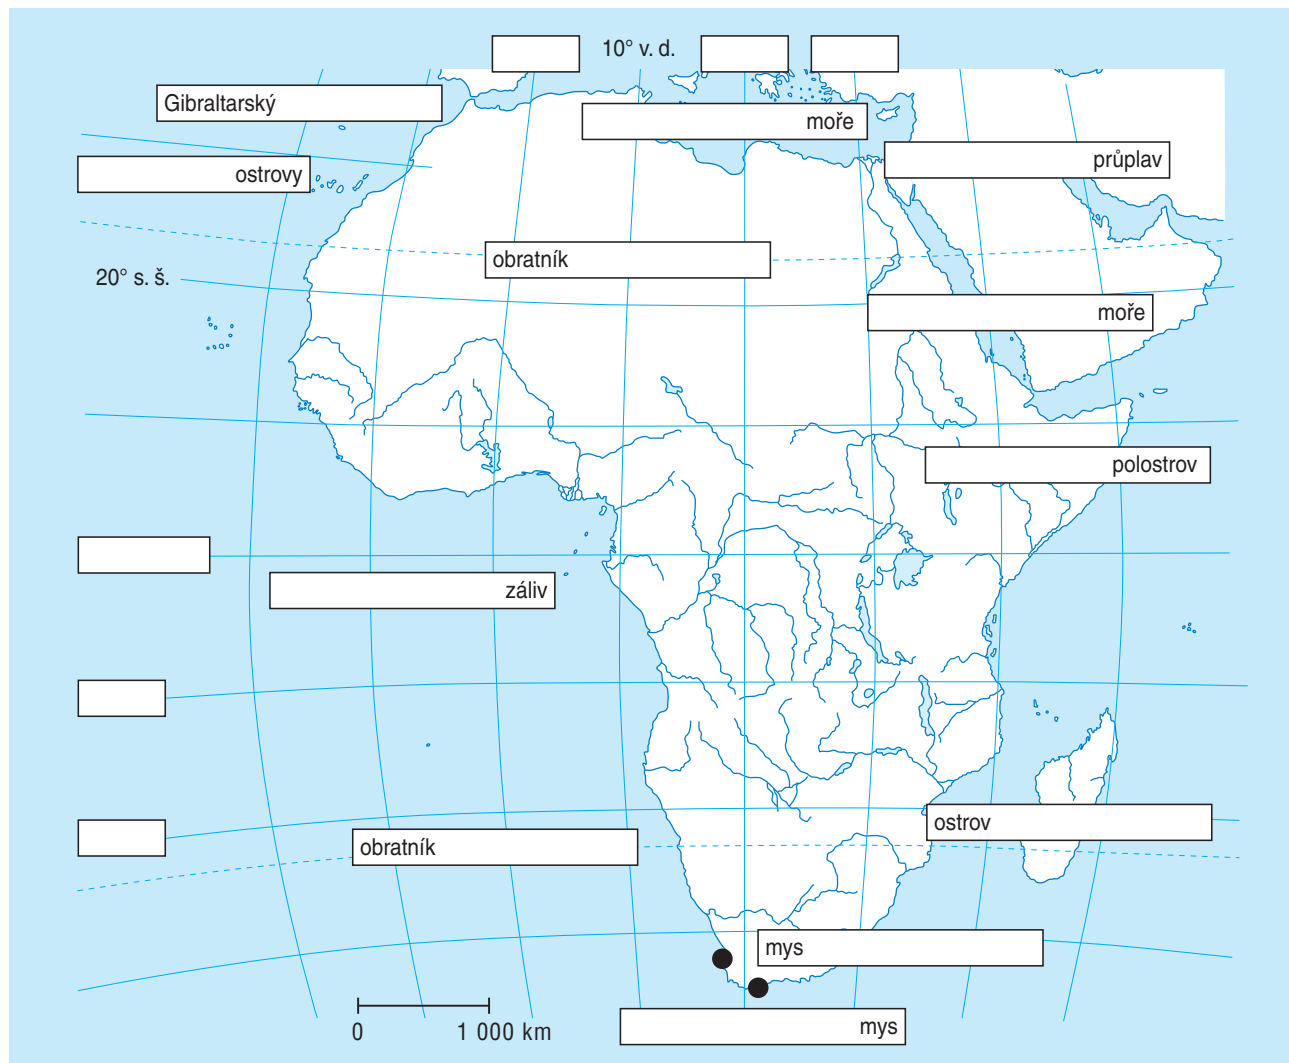 10° v. d.
Gibraltarský
moře
ostrovy
průplav
obratník
20° s. š.
moře
polostrov
záliv
ostrov
obratník
mys
0 1 000 km
mys